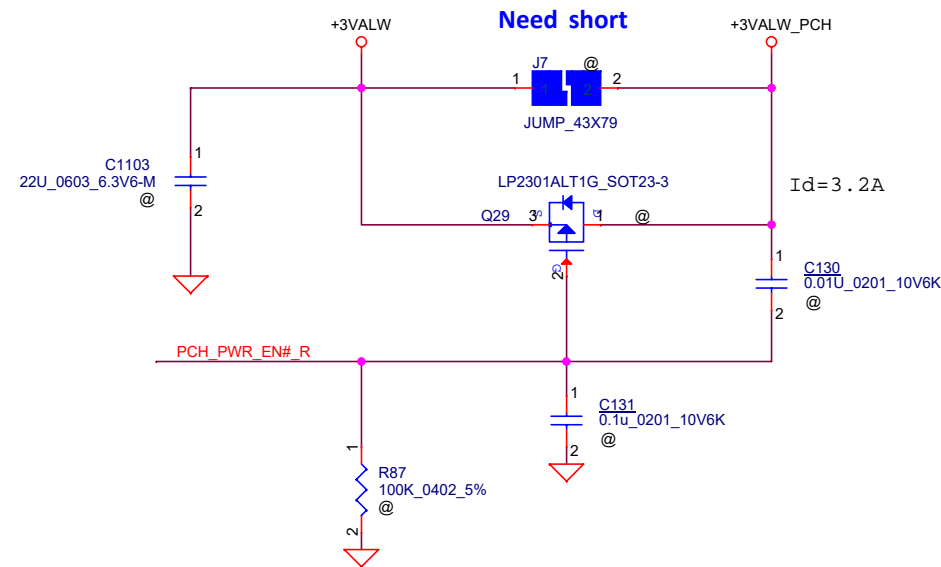 Need short
+3VALW
+3VALW_PCH
J7
@
1
2
1
2
JUMP_43X79
C1103
22U_0603_6.3V6-M
@
1
2
LP2301ALT1G_SOT23-3
Id=3.2A
Q29
3
S
D
1
@
G
2
1
C130
0.01U_0201_10V6K
@
2
PCH_PWR_EN#_R
1
C131
0.1u_0201_10V6K
@
2
1
R87
100K_0402_5%
@
2